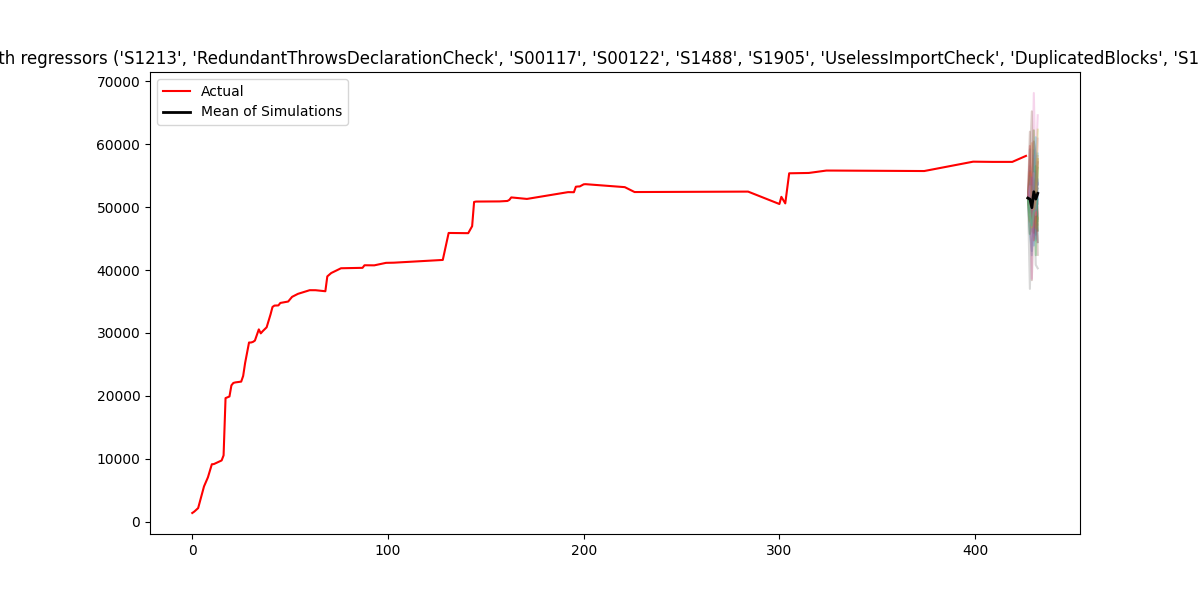 th regressors ('S1213', 'RedundantThrowsDeclarationCheck', 'S00117', 'S00122', 'S1488', 'S1905', 'UselessImportCheck', 'DuplicatedBlocks', 'S1
70000
Actual
Mean of Simulations
60000
50000
40000
30000
20000
10000
0
0 100 200 300 400